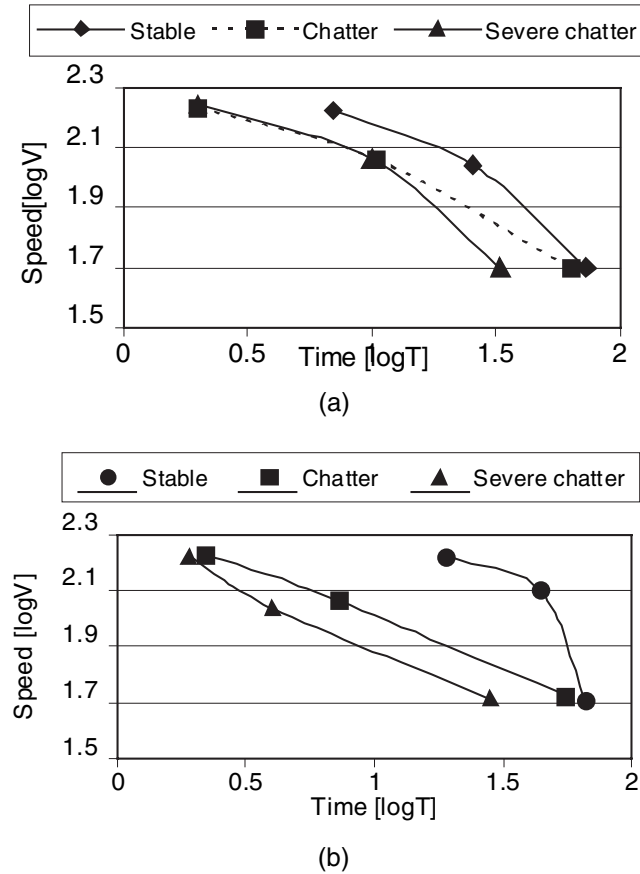 Stable Chatter Severe chatter
2.3
2.1
1.9
1.7
1.5
Speed[logV]
0 0.5 1 1.5 2
Time [logT]
(a)
Stable Chatter Severe chatter
2.3
2.1
1.9
1.7
1.5
Speed [logV]
0 0.5 1 1.5 2
Time [logT]
(b)